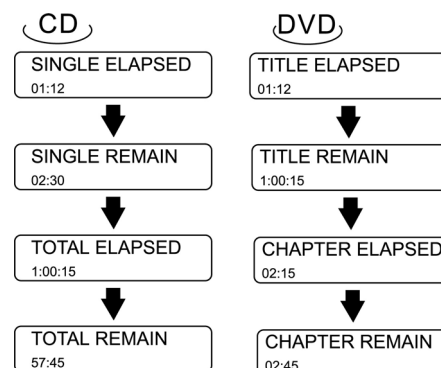 CD
SINGLE ELAPSED
01:12
SINGLE REMAIN
02:30
TOTAL ELAPSED
1:00:15
TOTAL REMAIN
57:45
DVD
TITLE ELAPSED
01:12
TITLE REMAIN
1:00:15
CHAPTER ELAPSED
02:15
CHAPTER REMAIN
02:45